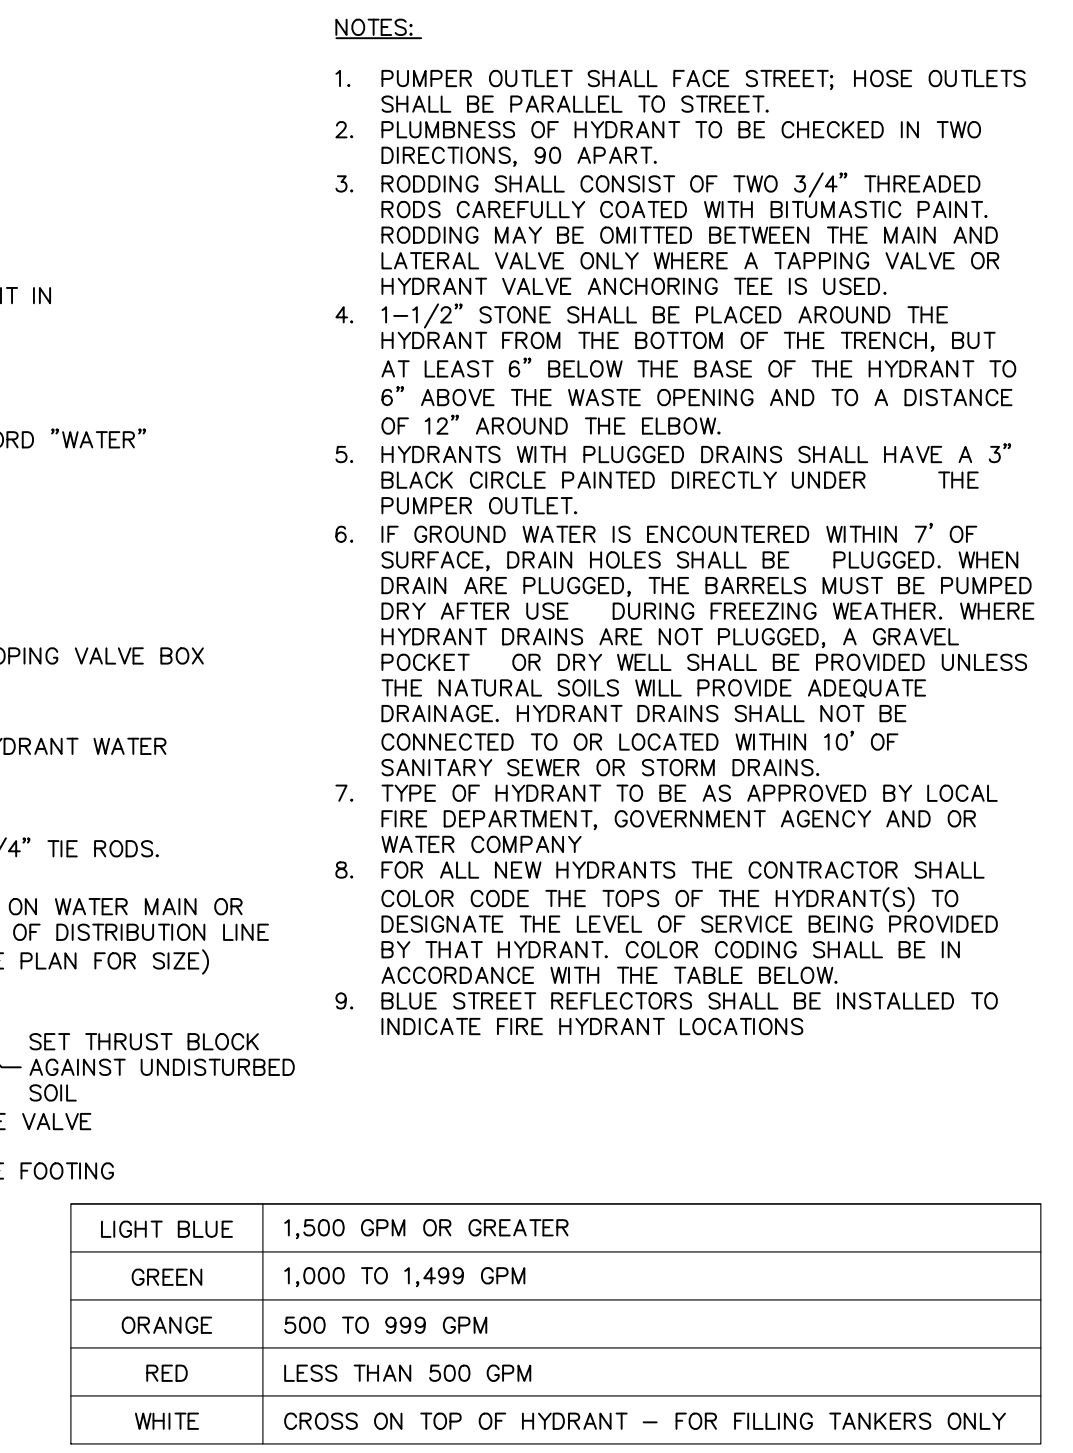 NOTES:
1. PUMPER OUTLET SHALL FACE STREET; HOSE OUTLETS
SHALL BE PARALLEL TO STREET.
2. PLUMBNESS OF HYDRANT TO BE CHECKED IN TWO
DIRECTIONS, 90 APART.
3. RODDING SHALL CONSIST OF TWO 3/4" THREADED
RODS CAREFULLY COATED WITH BITUMASTIC PAINT.
RODDING MAY BE OMITTED BETWEEN THE MAIN AND
LATERAL VALVE ONLY WHERE A TAPPING VALVE OR
HYDRANT VALVE ANCHORING TEE IS USED.
4. 1-1/2" STONE SHALL BE PLACED AROUND THE
HYDRANT FROM THE BOTTOM OF THE TRENCH, BUT
AT LEAST 6" BELOW THE BASE OF THE HYDRANT TO
6" ABOVE THE WASTE OPENING AND TO A DISTANCE
OF 12" AROUND THE ELBOW.
5. HYDRANTS WITH PLUGGED DRAINS SHALL HAVE A 3"
BLACK CIRCLE PAINTED DIRECTLY UNDER THE
PUMPER OUTLET.
6. IF GROUND WATER IS ENCOUNTERED WITHIN 7' OF
SURFACE, DRAIN HOLES SHALL BE PLUGGED. WHEN
DRAIN ARE PLUGGED, THE BARRELS MUST BE PUMPED
DRY AFTER USE DURING FREEZING WEATHER. WHERE
HYDRANT DRAINS ARE NOT PLUGGED, A GRAVEL
POCKET OR DRY WELL SHALL BE PROVIDED UNLESS
THE NATURAL SOILS WILL PROVIDE ADEQUATE
DRAINAGE. HYDRANT DRAINS SHALL NOT BE
CONNECTED TO OR LOCATED WITHIN 10' OF
SANITARY SEWER OR STORM DRAINS.
7. TYPE OF HYDRANT TO BE AS APPROVED BY LOCAL
FIRE DEPARTMENT, GOVERNMENT AGENCY AND OR
WATER COMPANY
8. FOR ALL NEW HYDRANTS THE CONTRACTOR SHALL
COLOR CODE THE TOPS OF THE HYDRANT(S) TO
DESIGNATE THE LEVEL OF SERVICE BEING PROVIDED
BY THAT HYDRANT. COLOR CODING SHALL BE IN
ACCORDANCE WITH THE TABLE BELOW.
9. BLUE STREET REFLECTORS SHALL BE INSTALLED TO
INDICATE FIRE HYDRANT LOCATIONS
IN
"WATER"
VALVE BOX
WATER
/4" TIE RODS.
ON WATER MAIN OR
OF DISTRIBUTION LINE
PLAN FOR SIZE)
SET THRUST BLOCK
AGAINST UNDISTURBED
SOIL
VALVE
FOOTING
LIGHT BLUE 1,500 GPM OR GREATER
GREEN 1,000 TO 1,499 GPM
ORANGE 500 TO 999 GPM
RED LESS THAN 500 GPM
WHITE CROSS ON TOP OF HYDRANT - FOR FILLING TANKERS ONLY